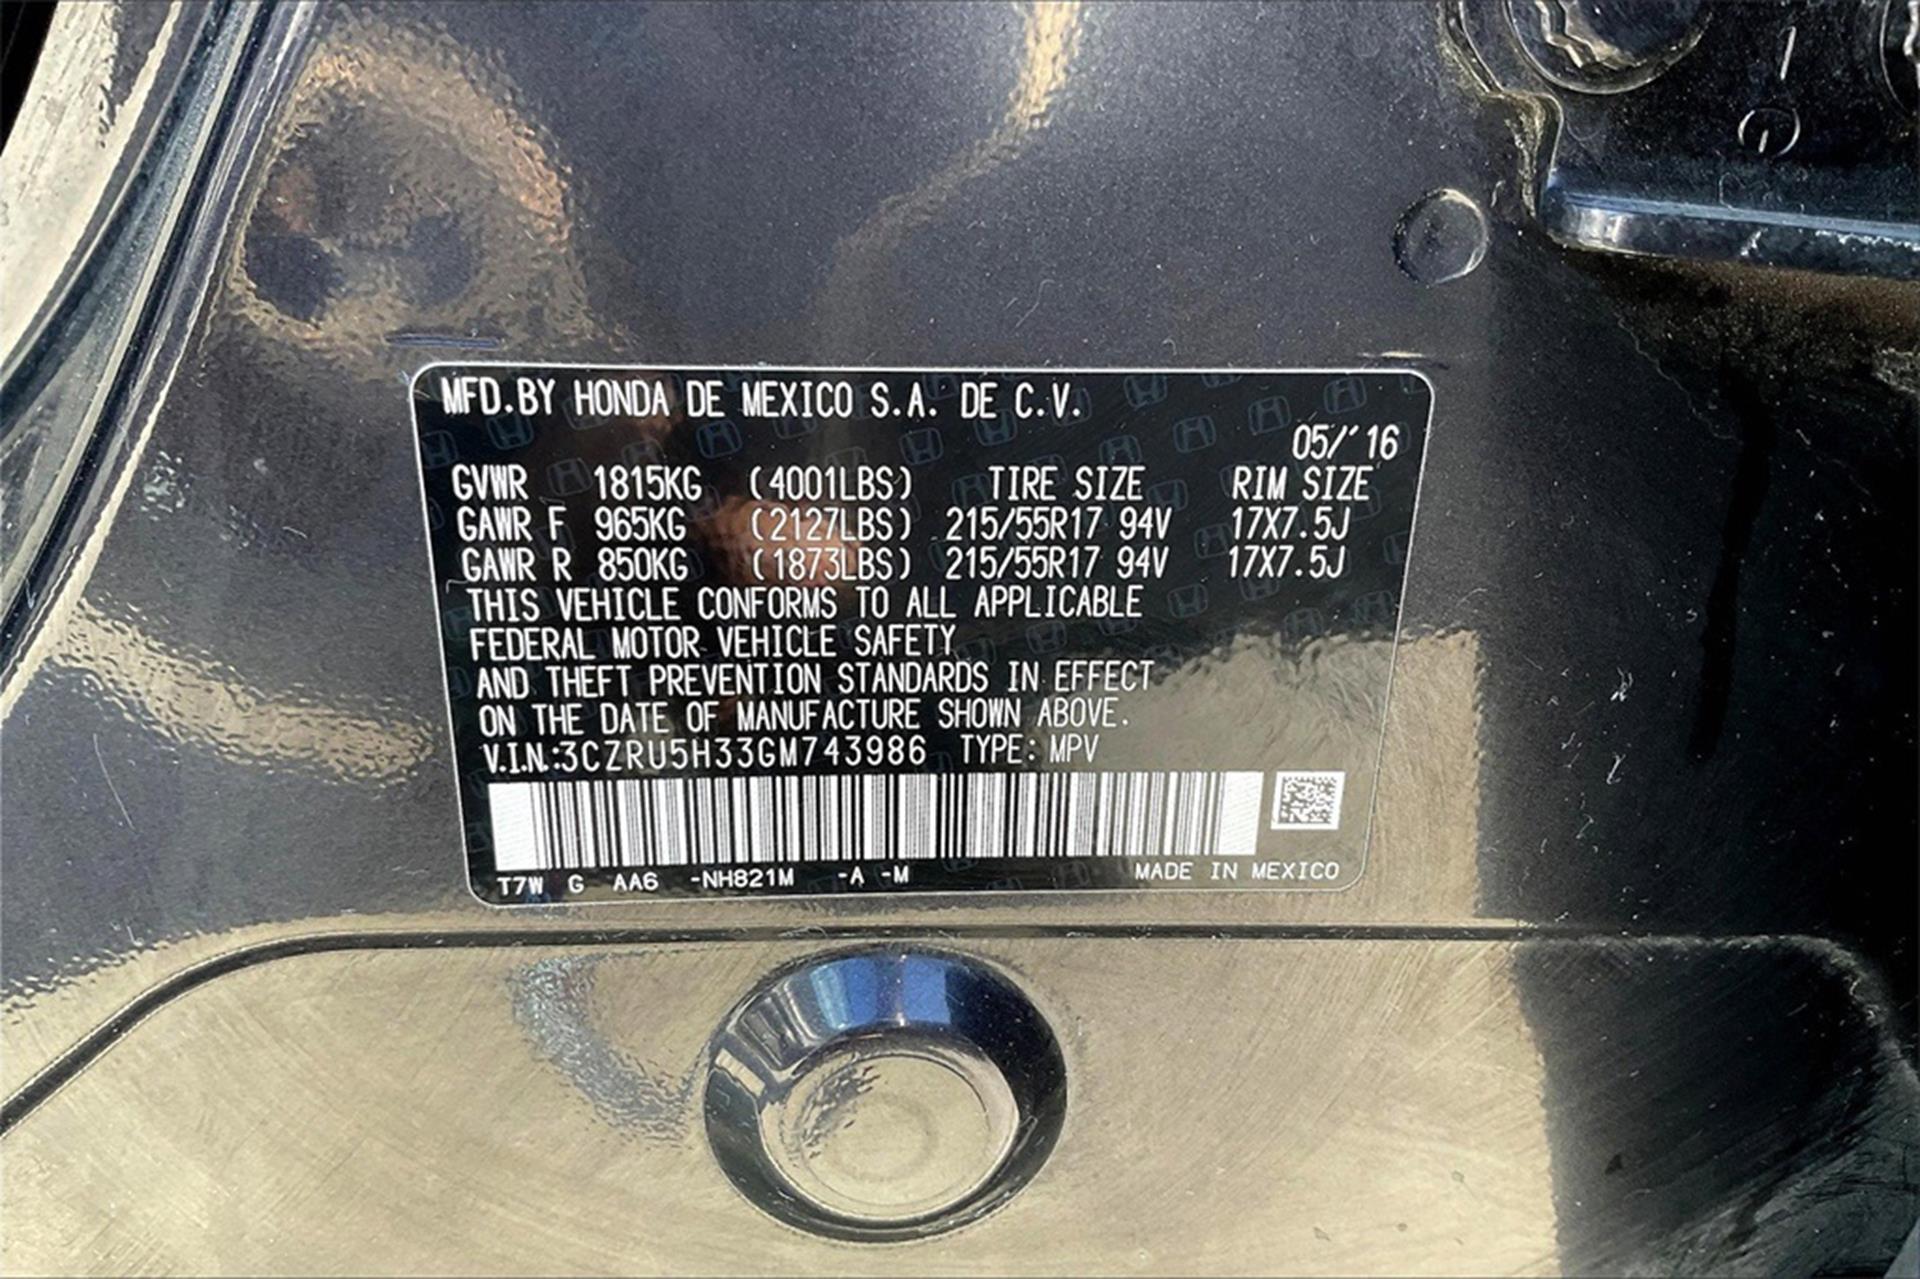 MFD.BY HONDA DE MEXICO S.A. DE C.V.
05/'16
GVWR 1815KG (4001LBS) TIRE SIZE RIM SIZE
GAWR F 965KG (2127LBS) 215/55R17 94V 17X7.5J
GAWR R 850KG (1873LBS) 215/55R17 94V 17X7.5J
THIS VEHICLE CONFORMS TO ALL APPLICABLE
FEDERAL MOTOR VEHICLE SAFETY
AND THEFT PREVENTION STANDARDS IN EFFECT
ON THE DATE OF MANUFACTURE SHOWN ABOVE.
V.I.N.:3CZRU5H33GM743986 TYPE: MPV
T7W G AA6 -NH821M -A -M MADE IN MEXICO